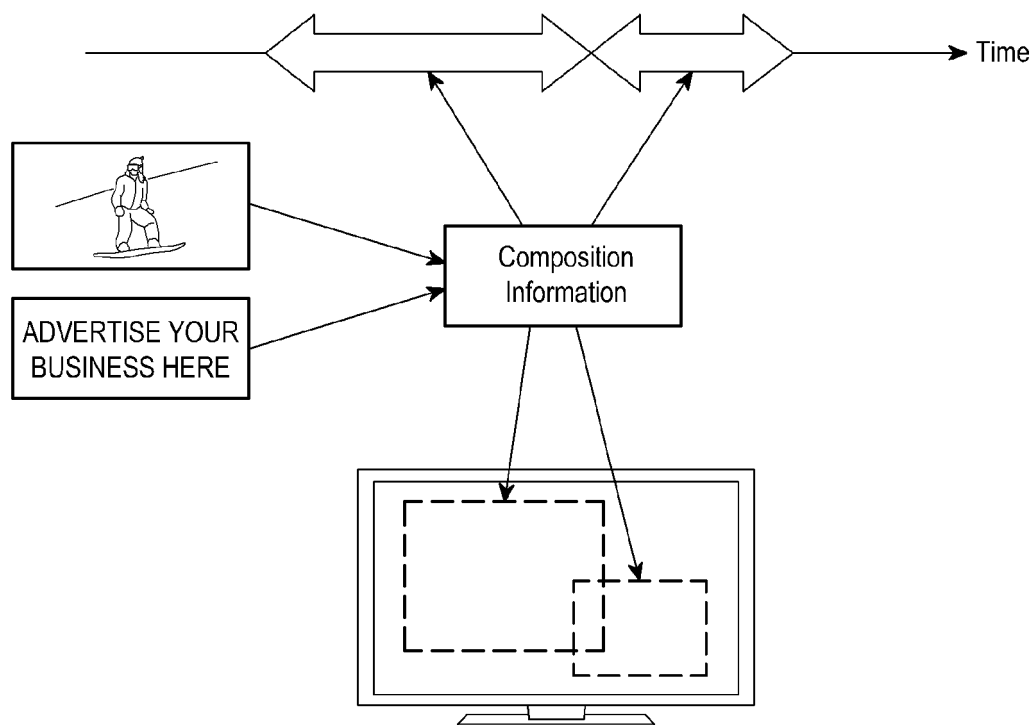 Time
Composition
Information
ADVERTISE YOUR
BUSINESS HERE